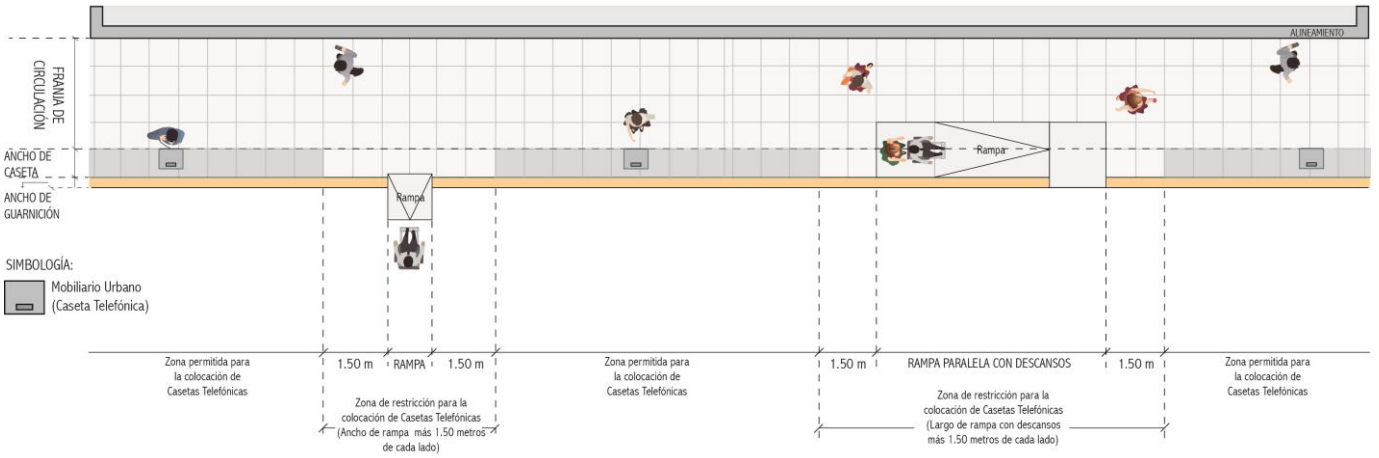 ALINEAMIENTO
FRANJA DE
CIRCULACIÓN
ANCHO DE
CASETA
ANCHO DE
GUARNICIÓN
Rampa
Rampa
SIMBOLOGÍA:
Mobiliario Urbano
(Caseta Telefónica)
Zona permitida para
la colocación de
Casetas Telefónicas
1.50 m
RAMPA
1.50 m
Zona de restricción para la
colocación de Casetas Telefónicas
(Ancho de rampa más 1.50 metros
de cada lado)
Zona permitida para
la colocación de
Casetas Telefónicas
1.50 m
RAMPA PARALELA CON DESCANSOS
1.50 m
Zona de restricción para la
colocación de Casetas Telefónicas
(Largo de rampa con descansos
más 1.50 metros de cada lado)
Zona permitida para
la colocación de
Casetas Telefónicas